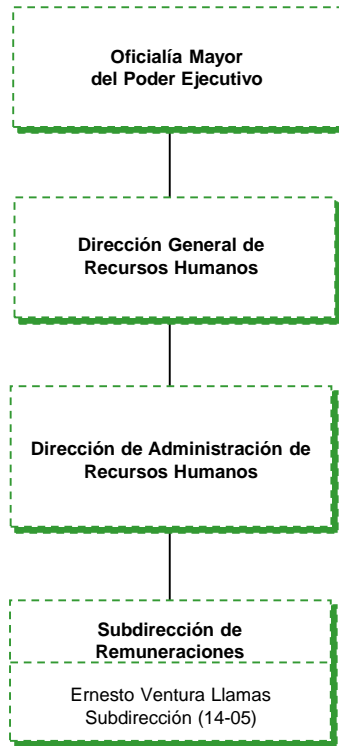 Oficialía Mayor
del Poder Ejecutivo
Dirección General de
Recursos Humanos
Dirección de Administración de
Recursos Humanos
Subdirección de
Remuneraciones
Ernesto Ventura Llamas
Subdirección (14-05)